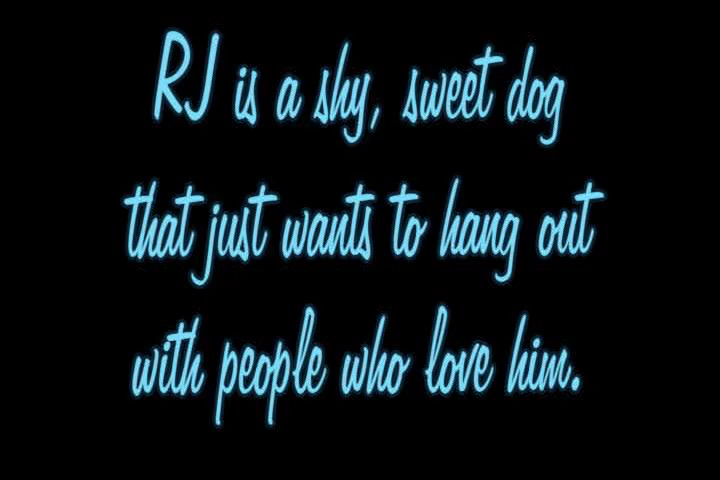 RJ is a shy, sweet dog
that just wants to hang out
with people who love him.